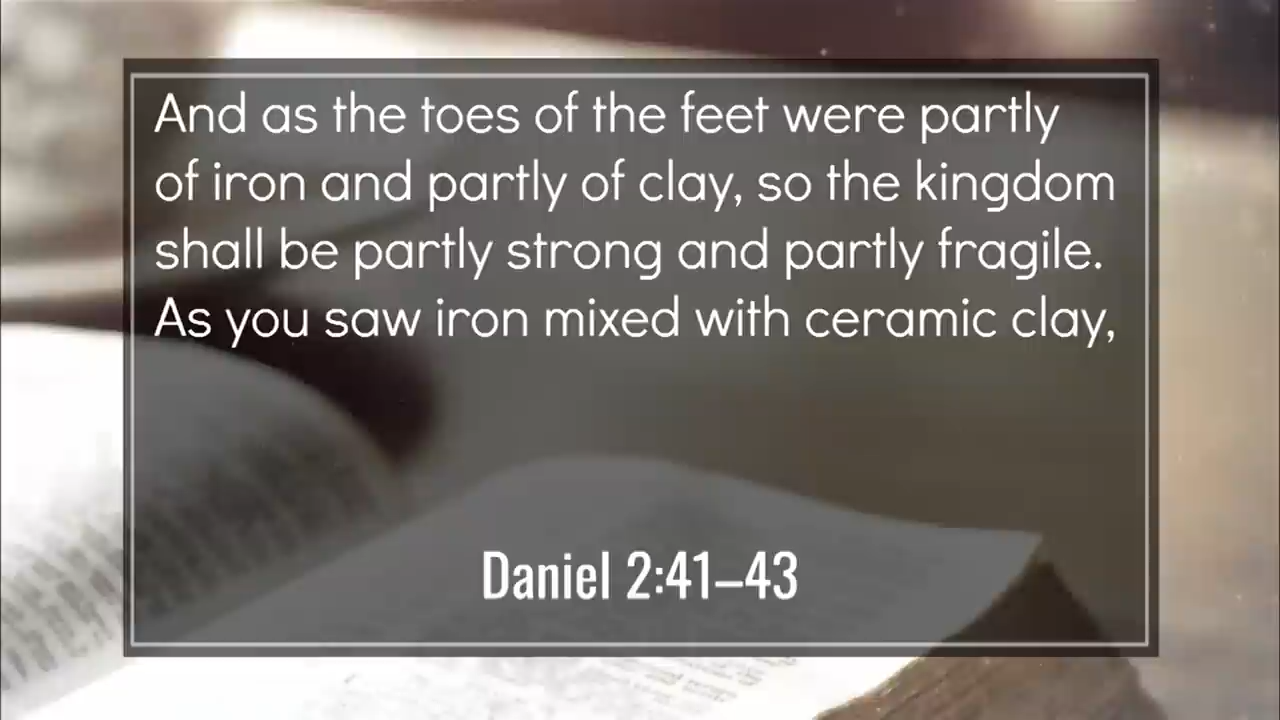 And as the toes of the feet were partly
of iron and partly of clay, so the kingdom
shall be partly strong and partly fragile.
As you saw iron mixed with ceramic clay,
Daniel 2:41–43